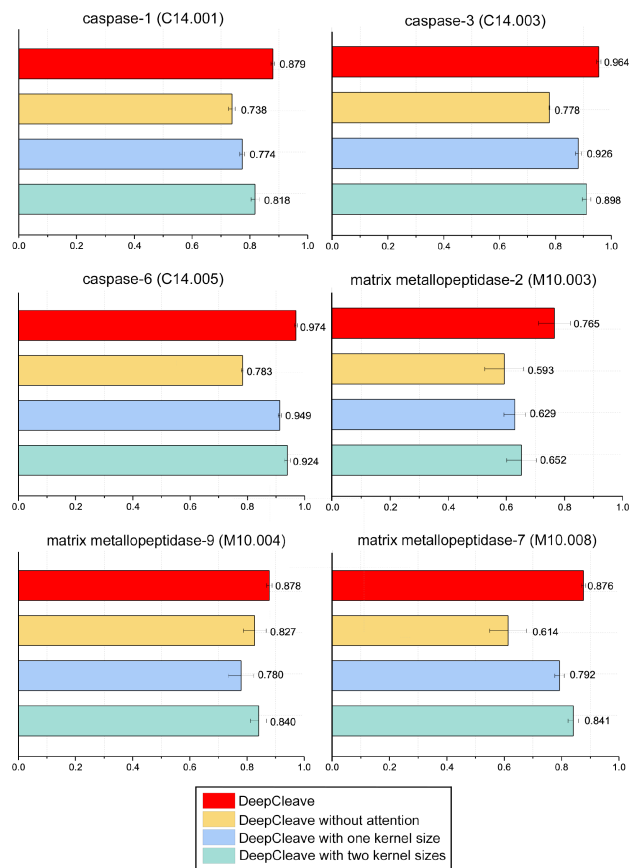 caspase-1 (C14.001)
0.879
0.738
0.774
0.818
0.0 0.2 0.4 0.6 0.8 1.0
caspase-3 (C14.003)
0.964
0.778
0.926
0.898
0.0 0.2 0.4 0.6 0.8 1.0
caspase-6 (C14.005)
0.974
0.783
0.949
0.924
0.0 0.2 0.4 0.6 0.8 1.0
matrix metallopeptidase-2 (M10.003)
0.765
0.593
0.629
0.652
0.0 0.2 0.4 0.6 0.8 1.0
matrix metallopeptidase-9 (M10.004)
0.878
0.827
0.780
0.840
0.0 0.2 0.4 0.6 0.8 1.0
matrix metallopeptidase-7 (M10.008)
0.876
0.614
0.792
0.841
0.0 0.2 0.4 0.6 0.8 1.0
DeepCleave
DeepCleave without attention
DeepCleave with one kernel size
DeepCleave with two kernel sizes